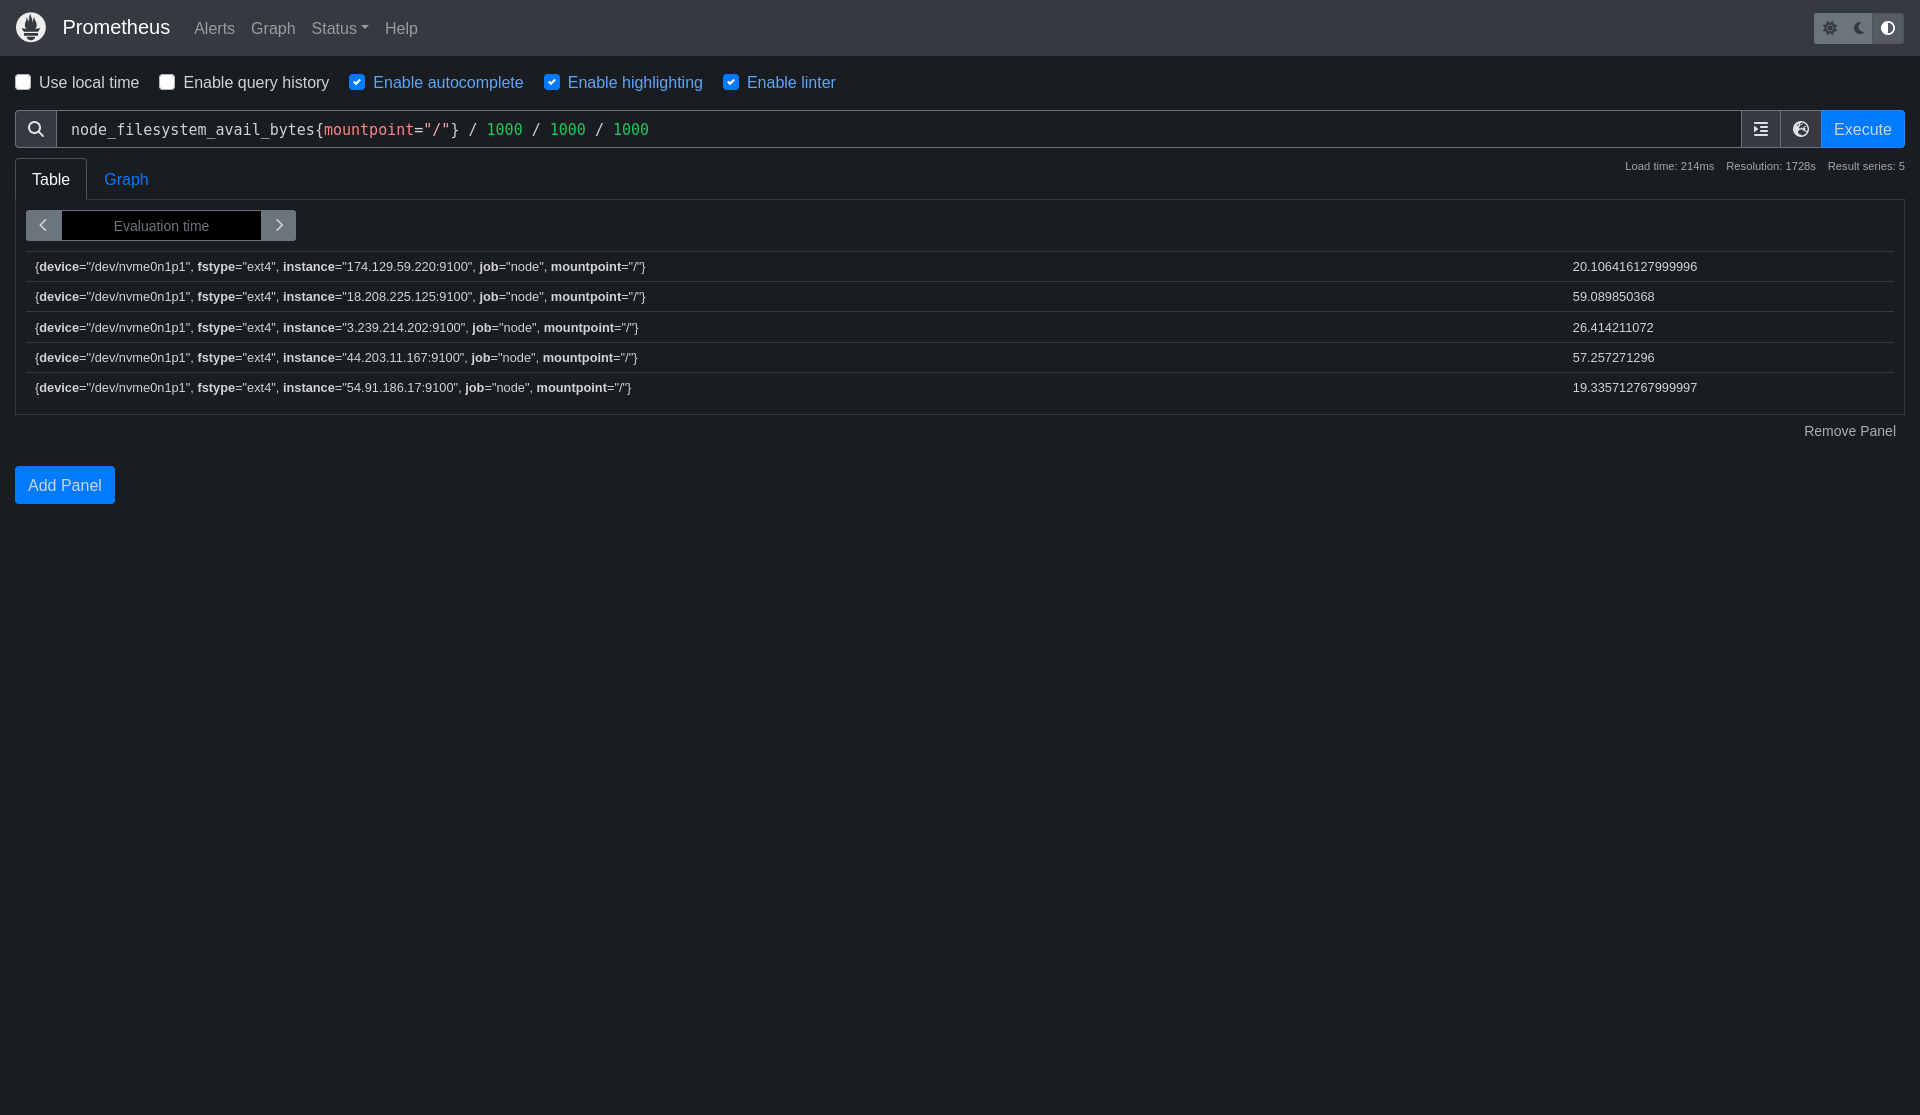 Prometheus Alerts Graph Status Help
Use local time Enable query history Enable autocomplete Enable highlighting Enable linter
node_filesystem_avail_bytes{mountpoint="/"} / 1000 / 1000 / 1000 Execute
Table Graph Load time: 214ms Resolution: 1728s Result series: 5
Evaluation time
{device="/dev/nvme0n1p1", fstype="ext4", instance="174.129.59.220:9100", job="node", mountpoint="/"} 20.106416127999996
{device="/dev/nvme0n1p1", fstype="ext4", instance="18.208.225.125:9100", job="node", mountpoint="/"} 59.089850368
{device="/dev/nvme0n1p1", fstype="ext4", instance="3.239.214.202:9100", job="node", mountpoint="/"} 26.414211072
{device="/dev/nvme0n1p1", fstype="ext4", instance="44.203.11.167:9100", job="node", mountpoint="/"} 57.257271296
{device="/dev/nvme0n1p1", fstype="ext4", instance="54.91.186.17:9100", job="node", mountpoint="/"} 19.335712767999997
Remove Panel
Add Panel